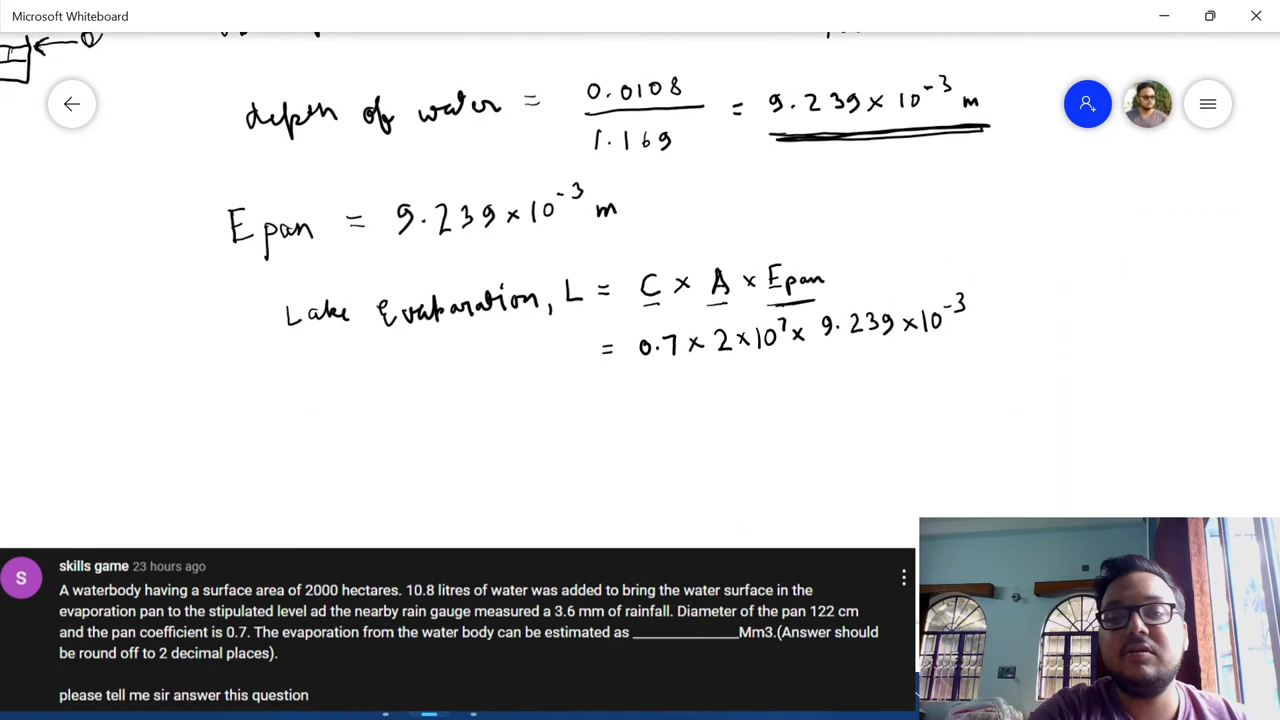 Microsoft Whiteboard
depth of water = 0.0108 / 1.169 = 9.239 × 10⁻³ m
Epan = 9.239 × 10⁻³ m
Lake Evaporation, L = C × A × Epan
= 0.7 × 2 × 10⁷ × 9.239 × 10⁻³
S
skills game 23 hours ago
A waterbody having a surface area of 2000 hectares. 10.8 litres of water was added to bring the water surface in the
evaporation pan to the stipulated level ad the nearby rain gauge measured a 3.6 mm of rainfall. Diameter of the pan 122 cm
and the pan coefficient is 0.7. The evaporation from the water body can be estimated as ______________Mm3.(Answer should
be round off to 2 decimal places).
please tell me sir answer this question